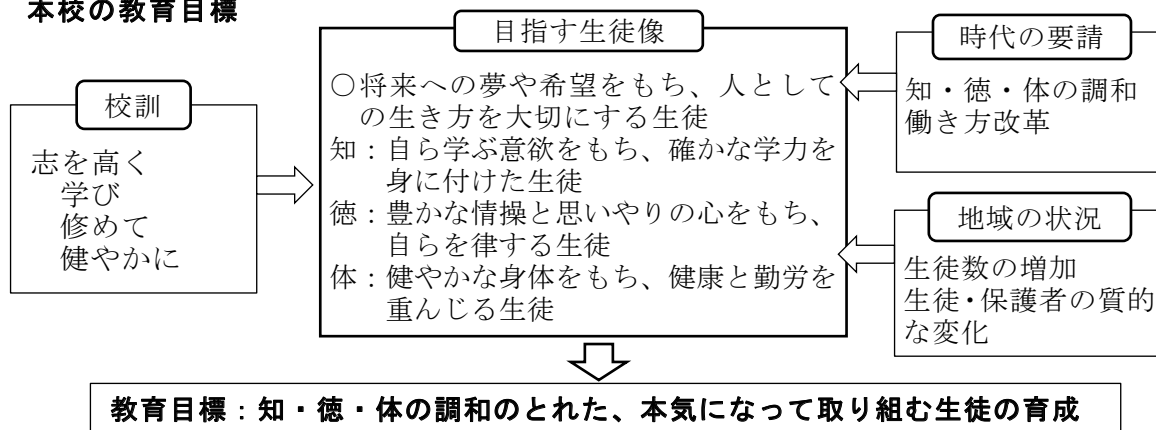 本校の教育目標
校訓
志を高く
学び
修めて
健やかに
目指す生徒像
○将来への夢や希望をもち、人として
の生き方を大切にする生徒
知：自ら学ぶ意欲をもち、確かな学力を
身に付けた生徒
徳：豊かな情操と思いやりの心をもち、
自らを律する生徒
体：健やかな身体をもち、健康と勤労を
重んじる生徒
時代の要請
知・徳・体の調和
働き方改革
地域の状況
生徒数の増加
生徒・保護者の質的
な変化
教育目標：知・徳・体の調和のとれた、本気になって取り組む生徒の育成